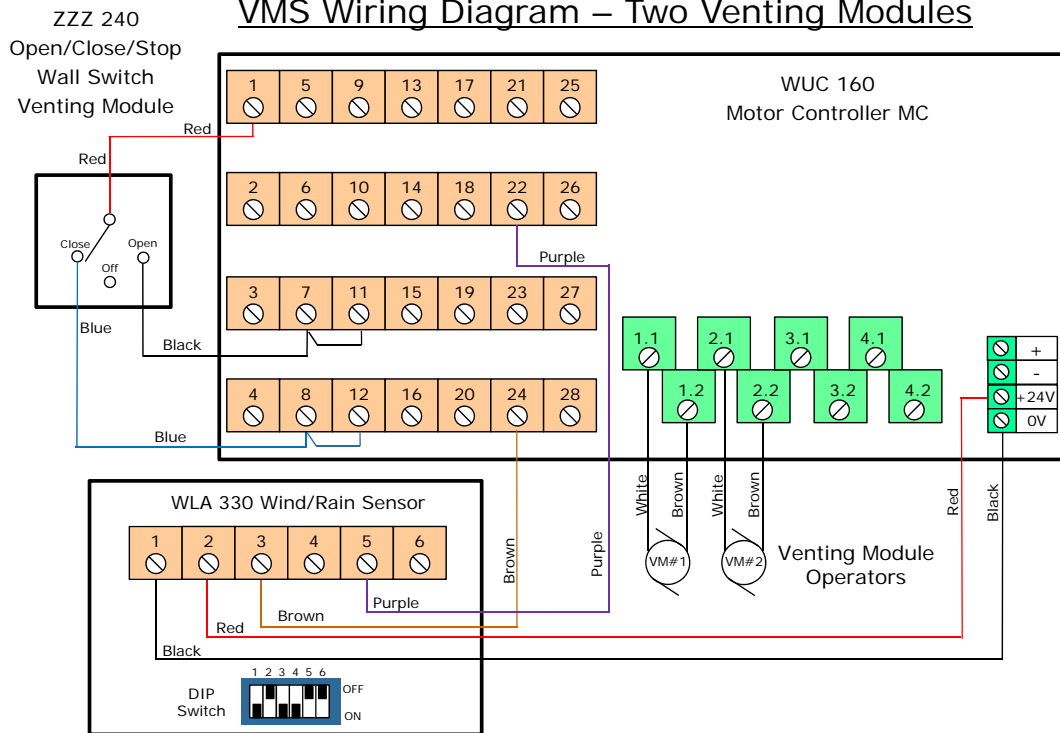 VMS Wiring Diagram – Two Venting Modules
ZZZ 240
Open/Close/Stop
Wall Switch
Venting Module
WUC 160
Motor Controller MC
1 5 9 13 17 21 25
Red
Red
2 6 10 14 18 22 26
Close
Open
Off
Purple
3 7 11 15 19 23 27
Blue
Black
1.1 2.1 3.1 4.1
1.2 2.2 3.2 4.2
+
-
+24V
0V
4 8 12 16 20 24 28
Blue
White
Brown
White
Brown
Red
Black
WLA 330 Wind/Rain Sensor
1 2 3 4 5 6
Brown
Purple
VM#1
VM#2
Venting Module
Operators
Purple
Brown
Red
Black
1 2 3 4 5 6
DIP
Switch
OFF
ON